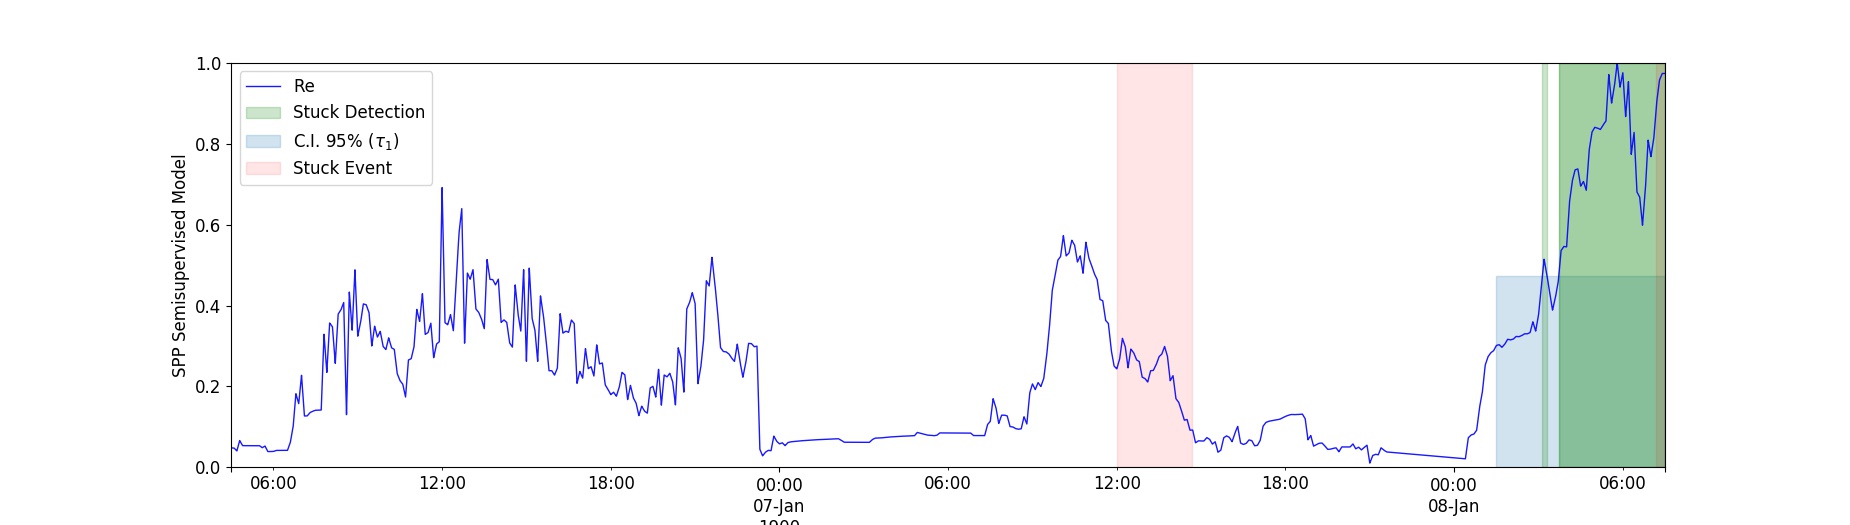 1.0
0.8
0.6
0.4
0.2
0.0
SPP Semisupervised Model
Re
Stuck Detection
C.I. 95% (τ₁)
Stuck Event
06:00 12:00 18:00 00:00 06:00 12:00 18:00 00:00 06:00
07-Jan 08-Jan
1900